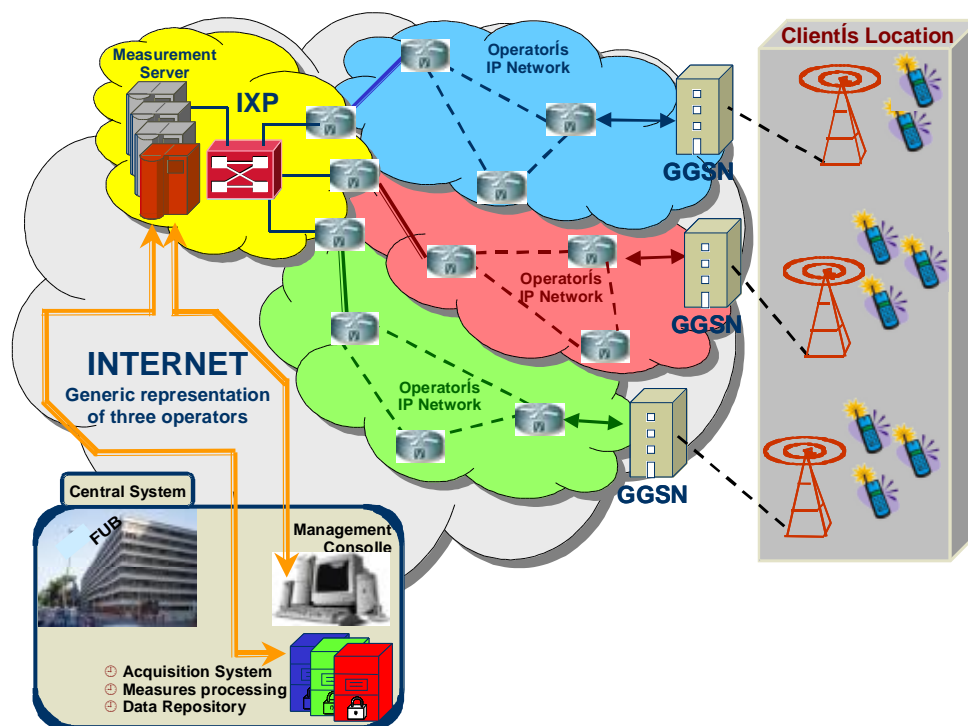 Measurement
Server
IXP
OperatorÍs
IP Network
GGSN
ClientÍs Location
OperatorÍs
IP Network
GGSN
INTERNET
Generic representation
of three operators
OperatorÍs
IP Network
GGSN
Central System
FUB
Management
Consolle
Acquisition System
Measures processing
Data Repository